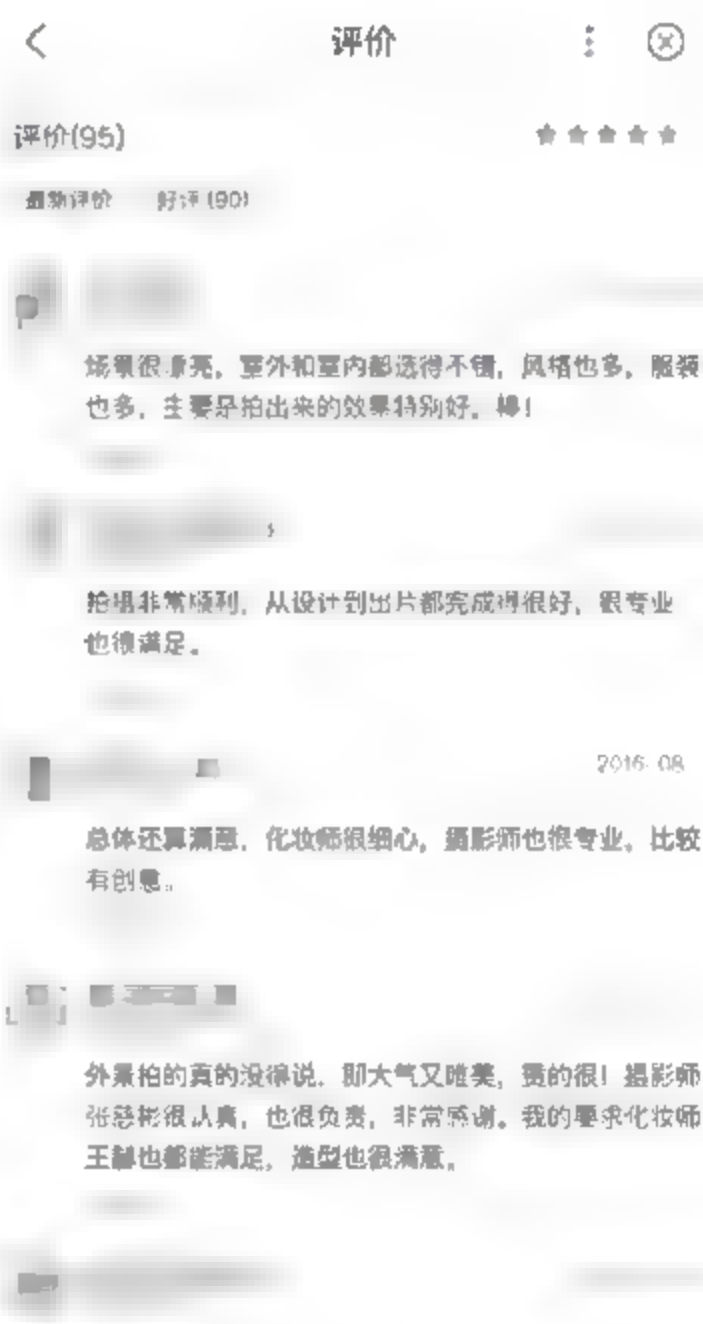 评价
评价(95)
最新评价 好评(90)
场景很漂亮，室外和室内都选得不错，风格也多，服装
也多，主要是拍出来的效果特别好，棒！
拍摄非常顺利，从设计到出片都完成得很好，很专业
也很满足。
2016-08
总体还算满意，化妆师很细心，摄影师也很专业，比较
有创意。
外景拍的真的没得说，即大气又唯美，赞的很！摄影师
张慈彬很认真，也很负责，非常感谢。我的要求化妆师
王也都能满足，造型也很满意。